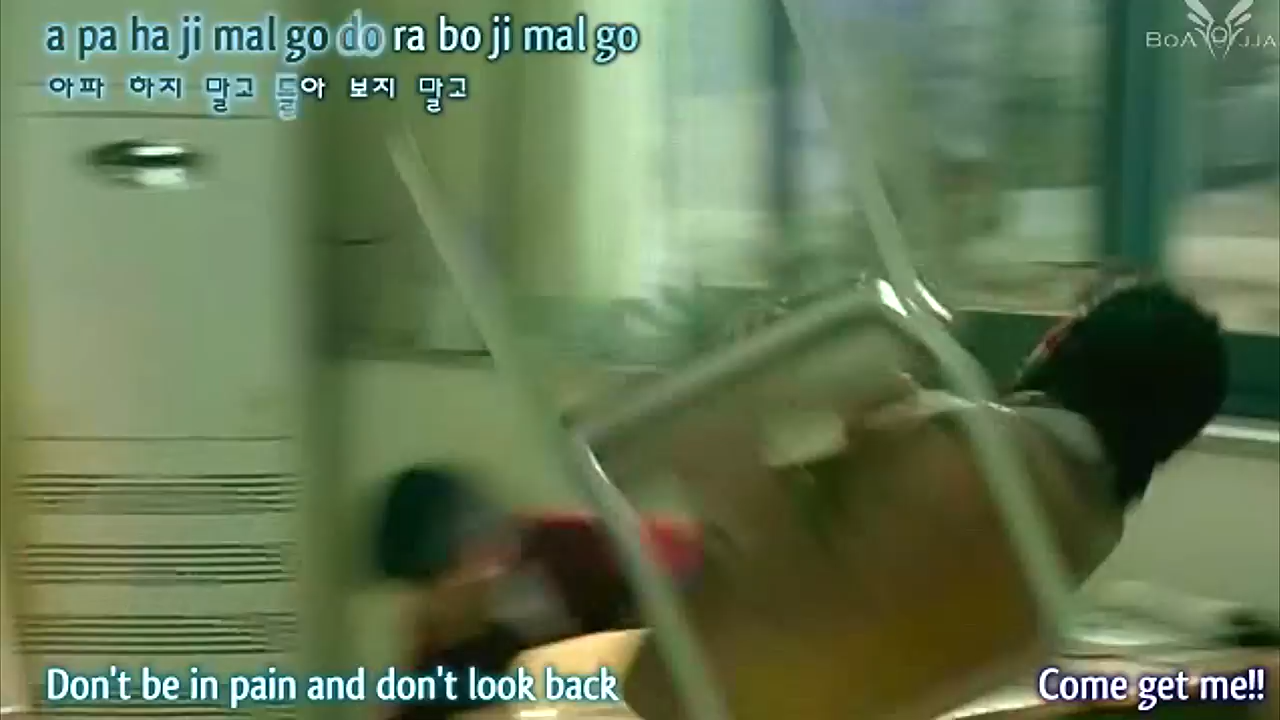 a pa ha ji mal go do ra bo ji mal go
아파 하지 말고 돌아 보지 말고
BoA
Don't be in pain and don't look back
Come get me!!